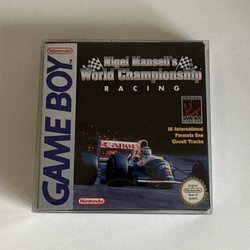 Nintendo
GAME BOY
Nigel Mansell's
World Championship
RACING
16-International
Formula One
Circuit Tracks
Canon
Nintendo